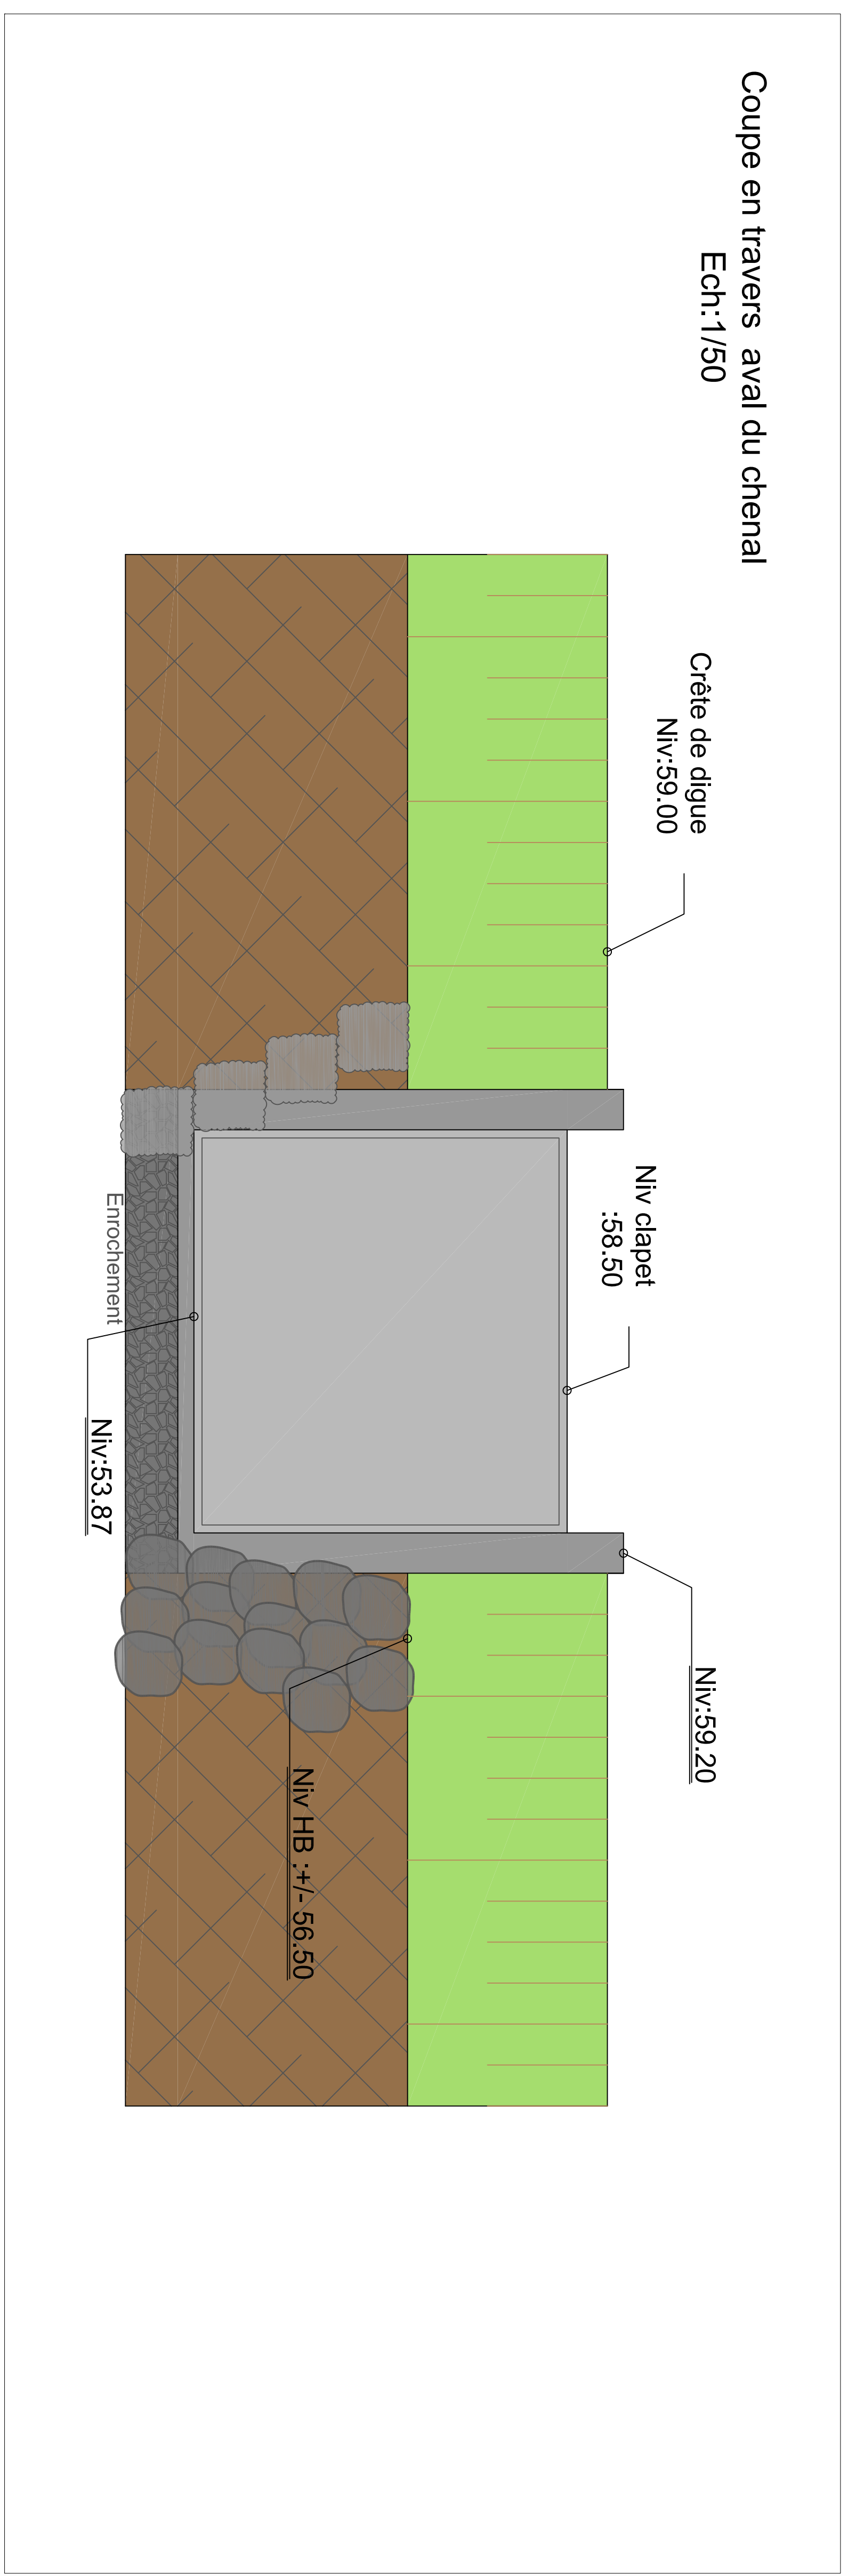 Coupe en travers aval du chenal
Ech:1/50
Crête de digue
Niv:59.00
Niv clapet
:58.50
Niv:59.20
Niv HB :+/- 56.50
Enrochement
Niv:53.87